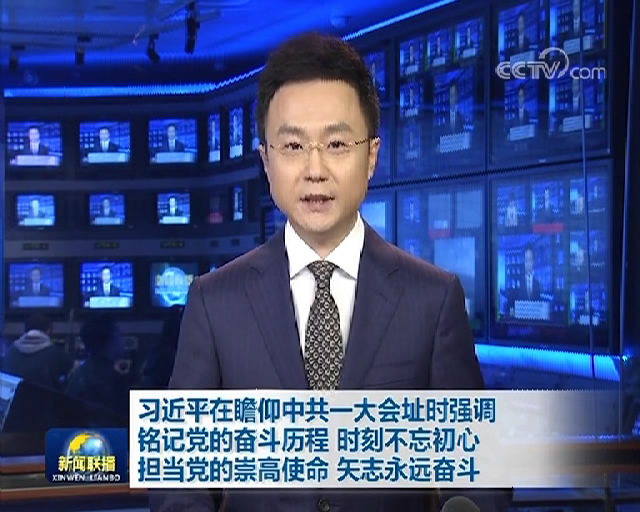 CCTV.com
习近平在瞻仰中共一大会址时强调
铭记党的奋斗历程 时刻不忘初心
担当党的崇高使命 矢志永远奋斗
新闻联播
XINWEN LIANBO